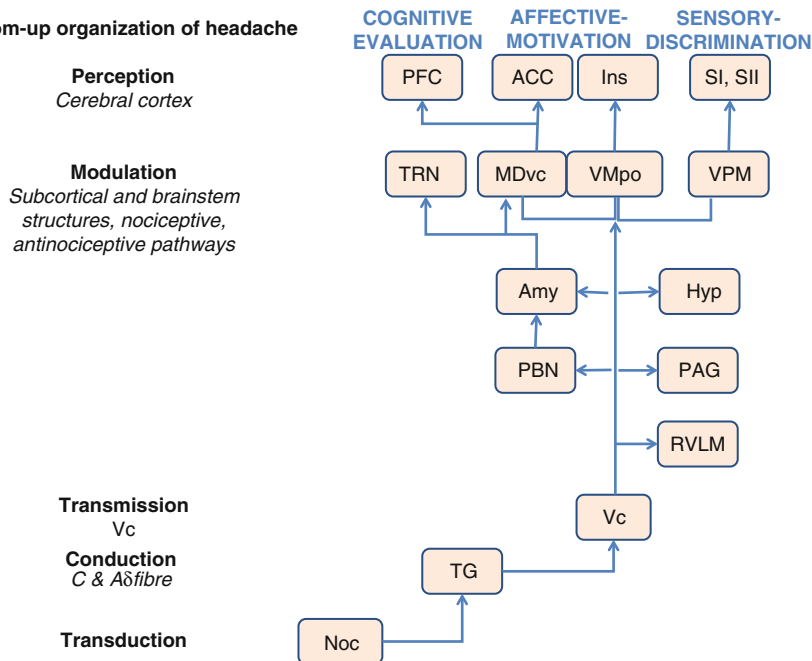 om-up organization of headache
COGNITIVE
EVALUATION
AFFECTIVE-
MOTIVATION
SENSORY-
DISCRIMINATION
Perception
Cerebral cortex
PFC
ACC
Ins
SI, SII
Modulation
Subcortical and brainstem
structures, nociceptive,
antinociceptive pathways
TRN
MDvc
VMpo
VPM
Amy
Hyp
PBN
PAG
RVLM
Transmission
Vc
Vc
Conduction
C & Aδfibre
TG
Transduction
Noc